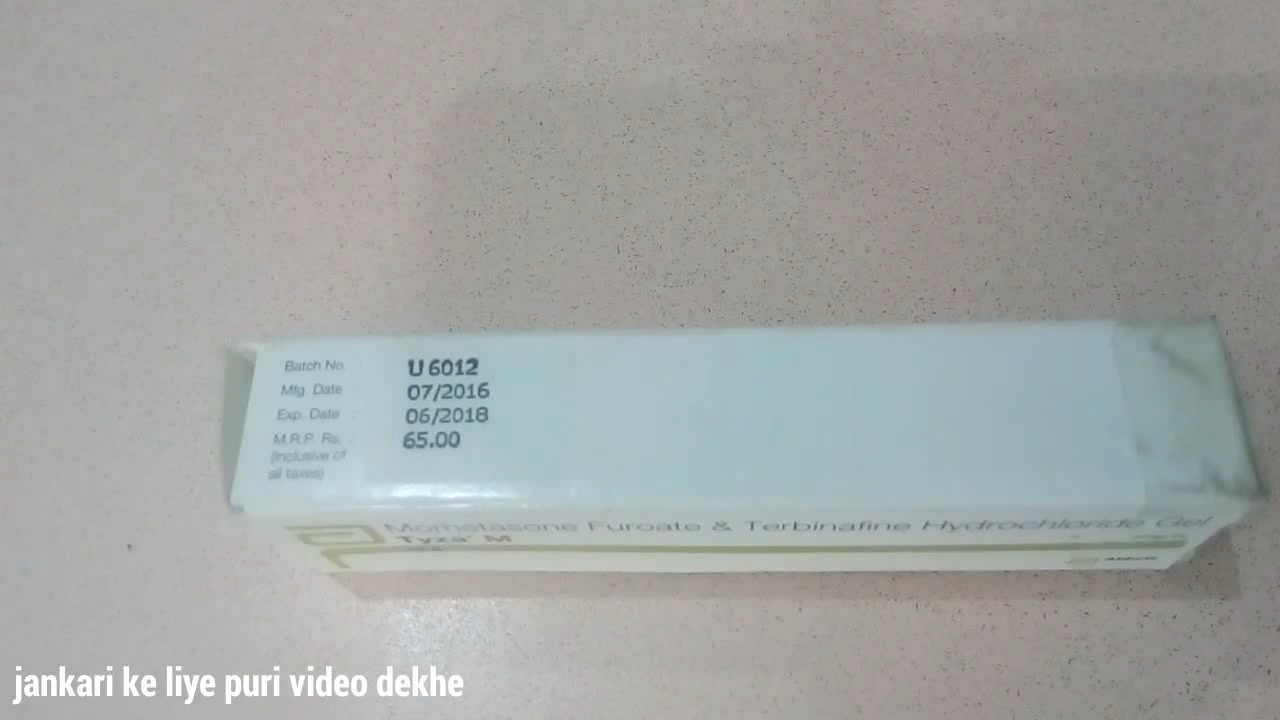 Batch No. U 6012
Mfg. Date 07/2016
Exp. Date 06/2018
M.R.P. Rs. 65.00
(inclusive of
all taxes)
Mometasone Furoate & Terbinafine Hydrochloride Gel
Tyza M
Abbott
jankari ke liye puri video dekhe